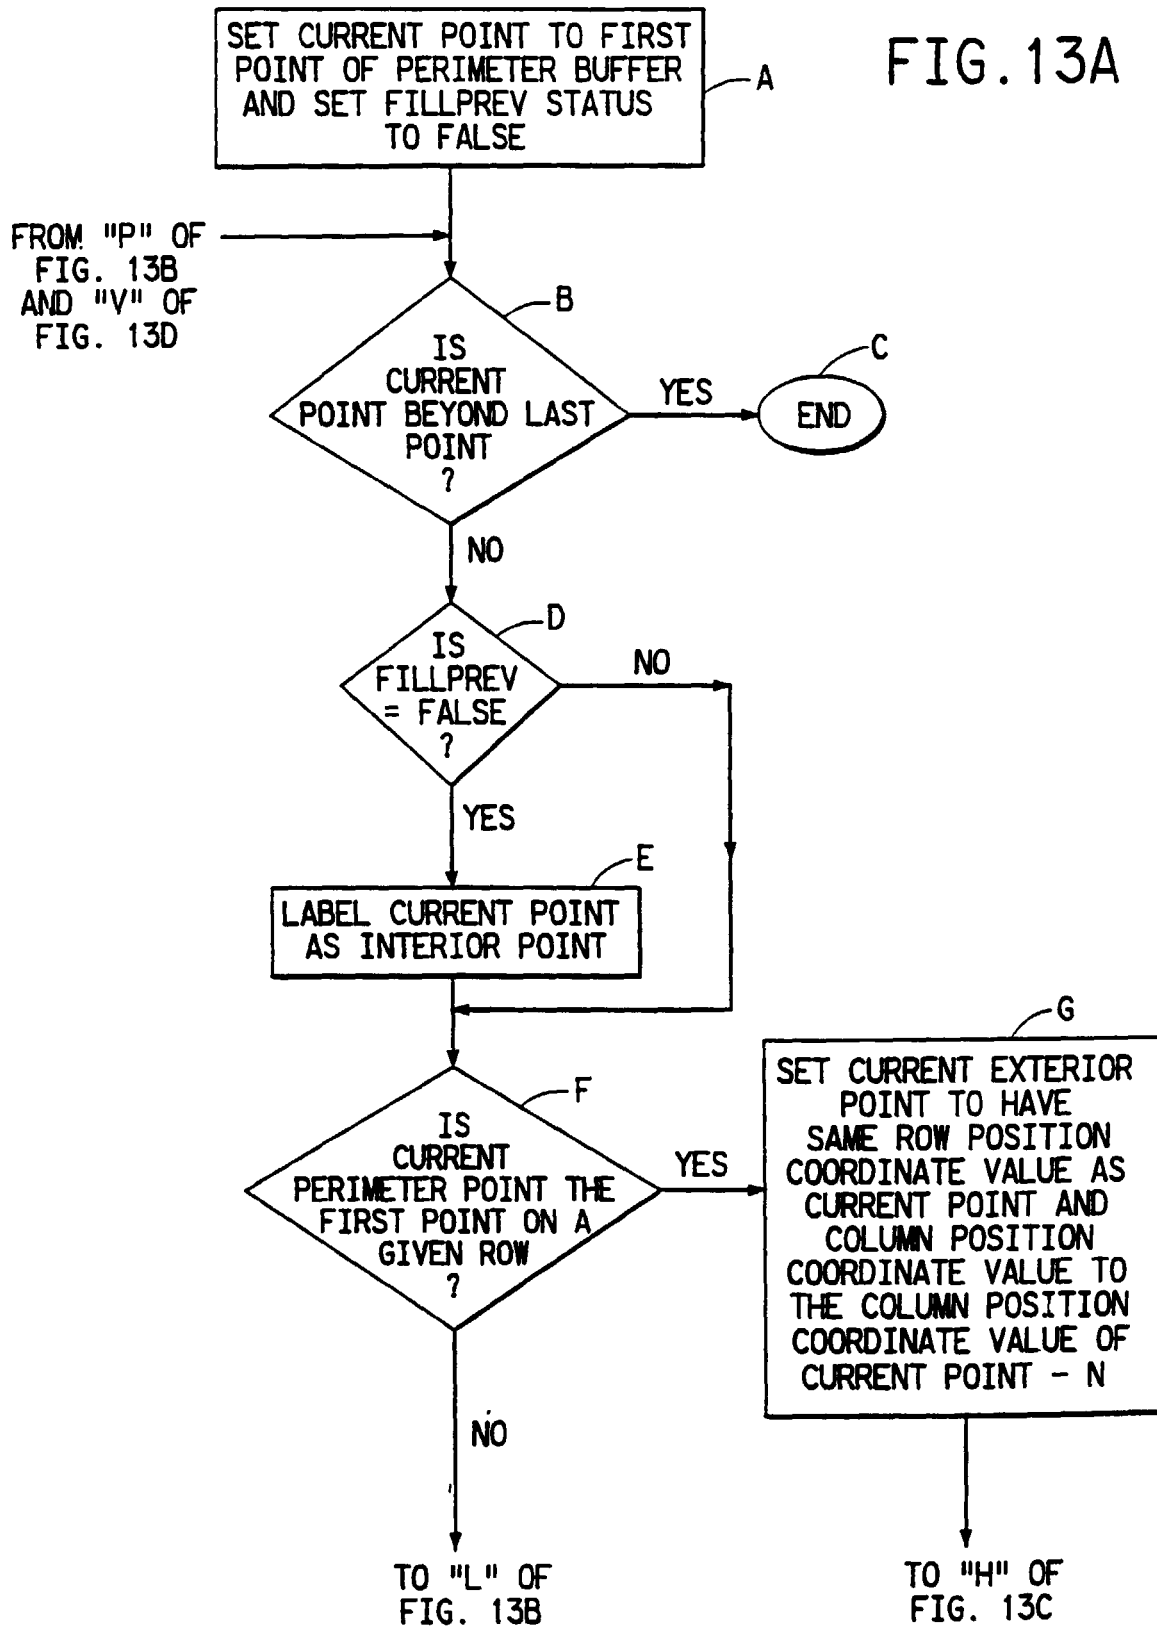 FIG.13A
SET CURRENT POINT TO FIRST
POINT OF PERIMETER BUFFER
AND SET FILLPREV STATUS
TO FALSE
A
FROM "P" OF
FIG. 13B
AND "V" OF
FIG. 13D
B
IS
CURRENT
POINT BEYOND LAST
POINT
?
YES
C
END
NO
D
IS
FILLPREV
= FALSE
?
NO
YES
E
LABEL CURRENT POINT
AS INTERIOR POINT
F
IS
CURRENT
PERIMETER POINT THE
FIRST POINT ON A
GIVEN ROW
?
YES
G
SET CURRENT EXTERIOR
POINT TO HAVE
SAME ROW POSITION
COORDINATE VALUE AS
CURRENT POINT AND
COLUMN POSITION
COORDINATE VALUE TO
THE COLUMN POSITION
COORDINATE VALUE OF
CURRENT POINT - N
NO
TO "L" OF
FIG. 13B
TO "H" OF
FIG. 13C